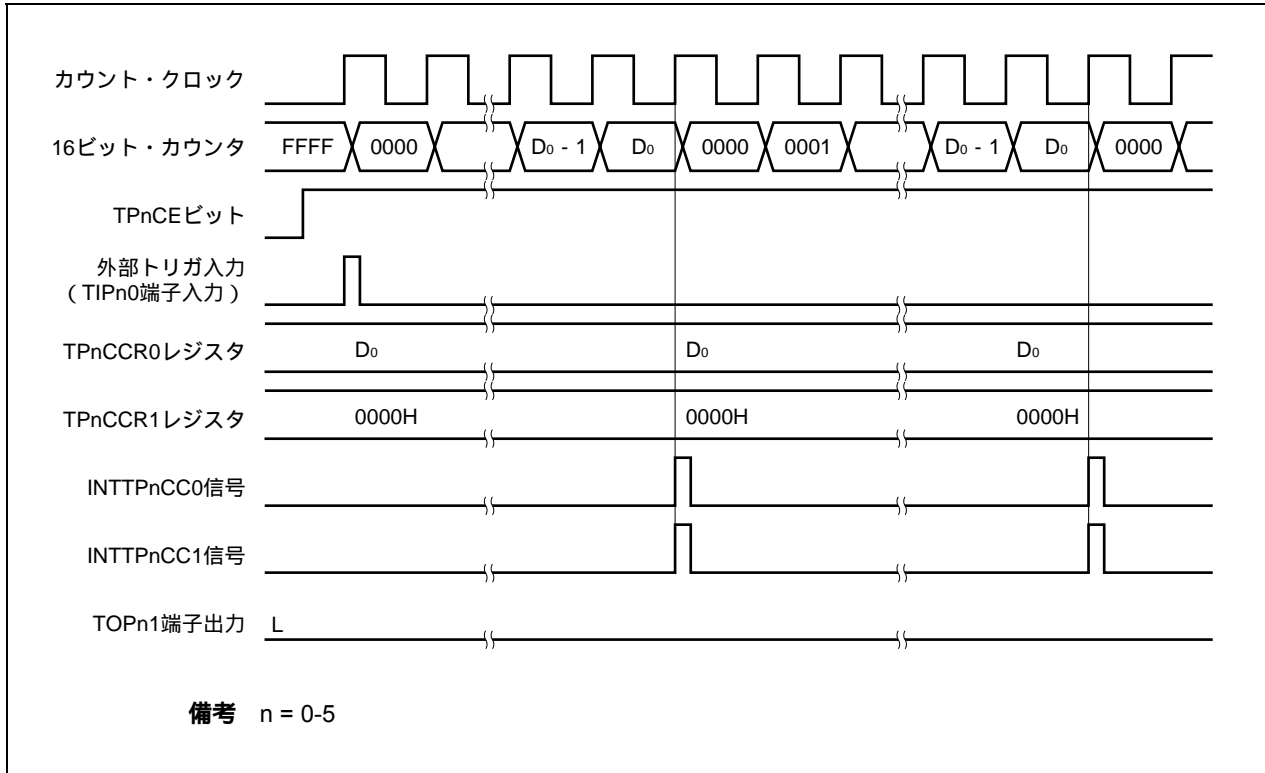 カウント・クロック
16ビット・カウンタ FFFF 0000 D0 - 1 D0 0000 0001 D0 - 1 D0 0000
TPnCEビット
外部トリガ入力
（TIPn0端子入力）
TPnCCR0レジスタ D0 D0 D0
TPnCCR1レジスタ 0000H 0000H 0000H
INTTPnCC0信号
INTTPnCC1信号
TOPn1端子出力 L
備考 n = 0-5